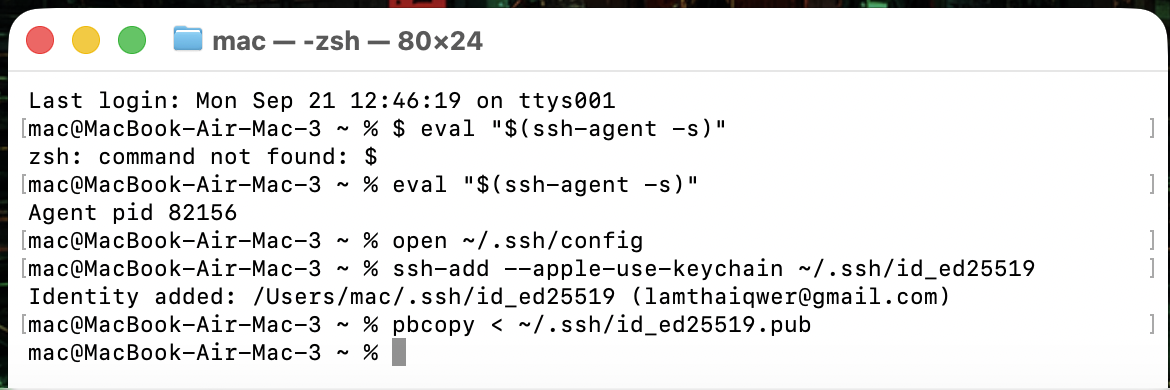 mac — -zsh — 80×24
Last login: Mon Sep 21 12:46:19 on ttys001
[mac@MacBook-Air-Mac-3 ~ % $ eval "$(ssh-agent -s)" ]
zsh: command not found: $
[mac@MacBook-Air-Mac-3 ~ % eval "$(ssh-agent -s)" ]
Agent pid 82156
[mac@MacBook-Air-Mac-3 ~ % open ~/.ssh/config ]
[mac@MacBook-Air-Mac-3 ~ % ssh-add --apple-use-keychain ~/.ssh/id_ed25519 ]
Identity added: /Users/mac/.ssh/id_ed25519 (lamthaiqwer@gmail.com)
[mac@MacBook-Air-Mac-3 ~ % pbcopy < ~/.ssh/id_ed25519.pub ]
mac@MacBook-Air-Mac-3 ~ %